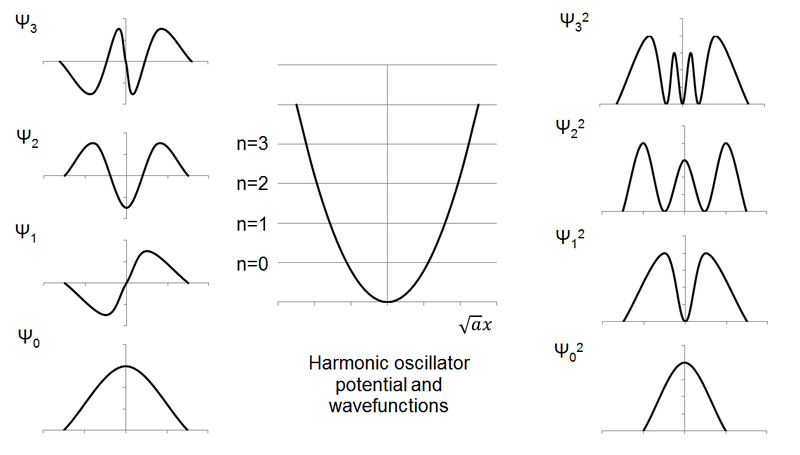 Ψ₃
Ψ₂
Ψ₁
Ψ₀
n=3
n=2
n=1
n=0
√ax
Harmonic oscillator
potential and
wavefunctions
Ψ₃²
Ψ₂²
Ψ₁²
Ψ₀²